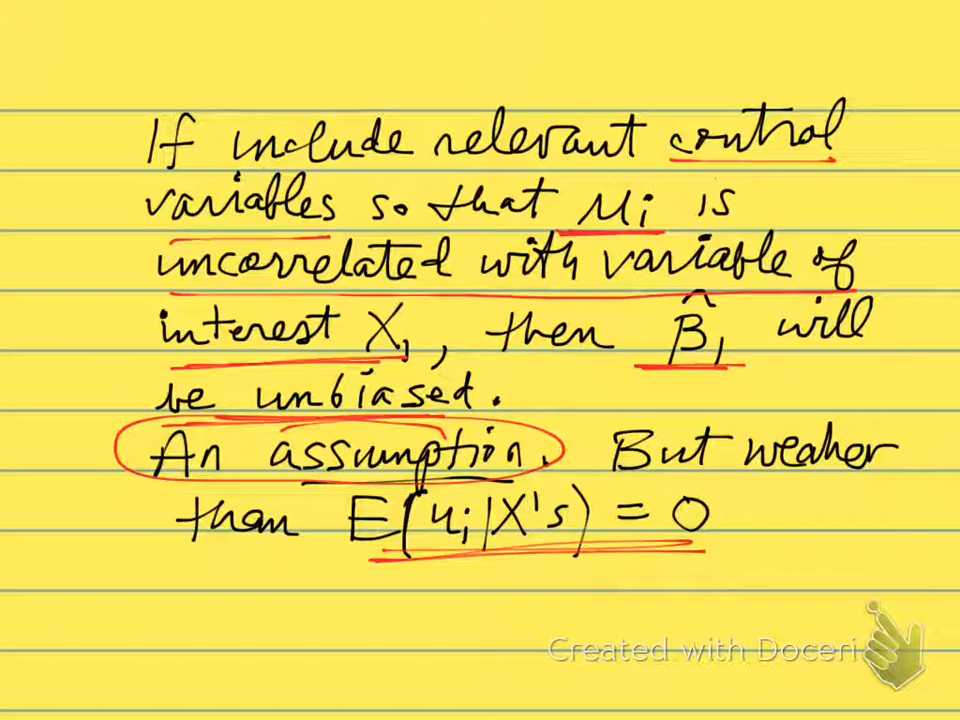 If include relevant control
variables so that Mi is
uncorrelated with variable of
interest X₁, then β̂₁ will
be unbiased.
An assumption. But weaker
than E(ui|X's) = 0
Created with Doceri